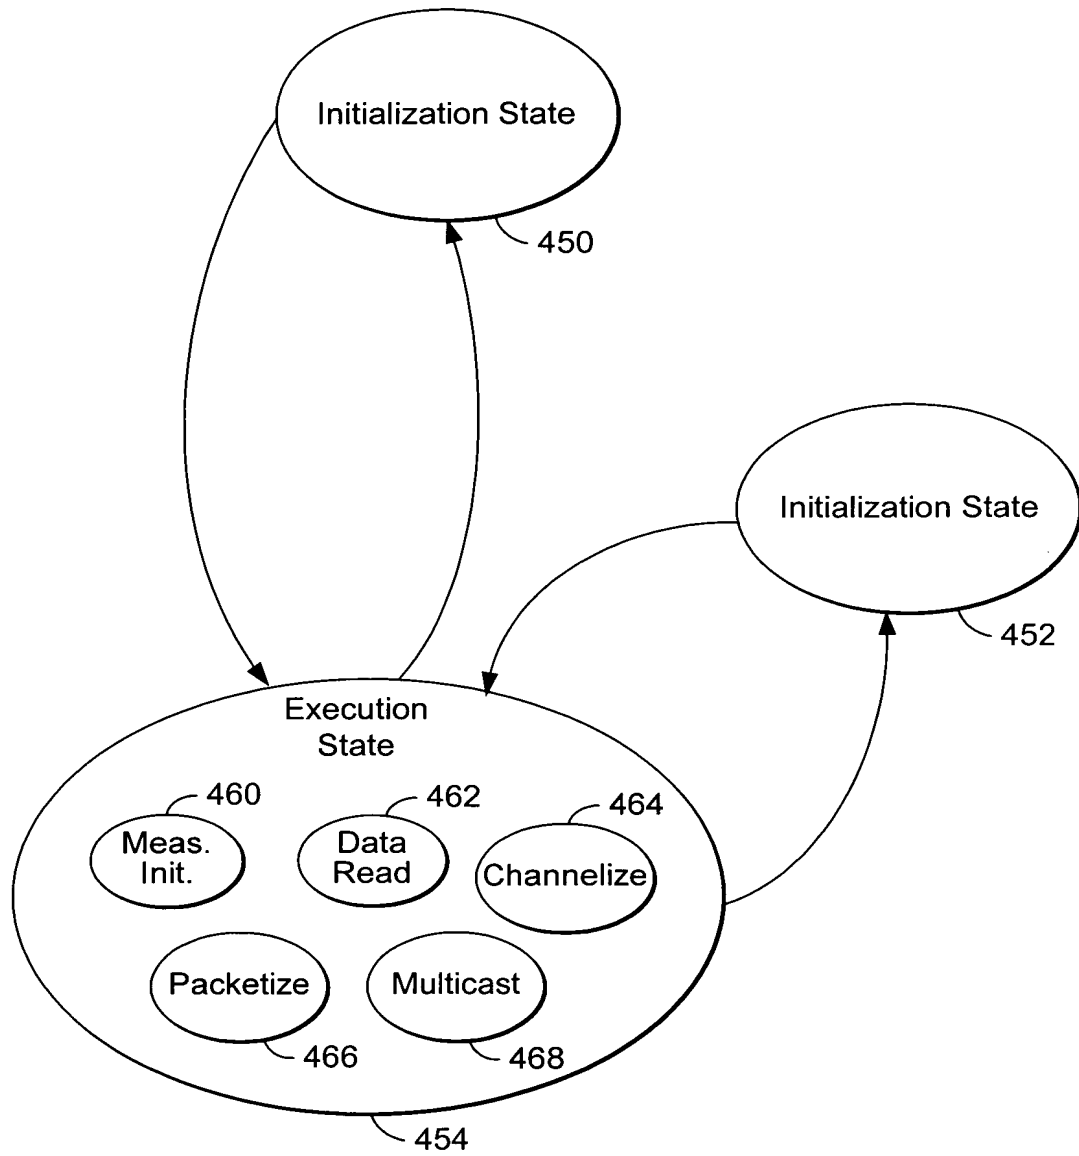 Initialization State
450
Initialization State
452
Execution
State
460
462
464
Meas.
Init.
Data
Read
Channelize
Packetize
Multicast
466
468
454